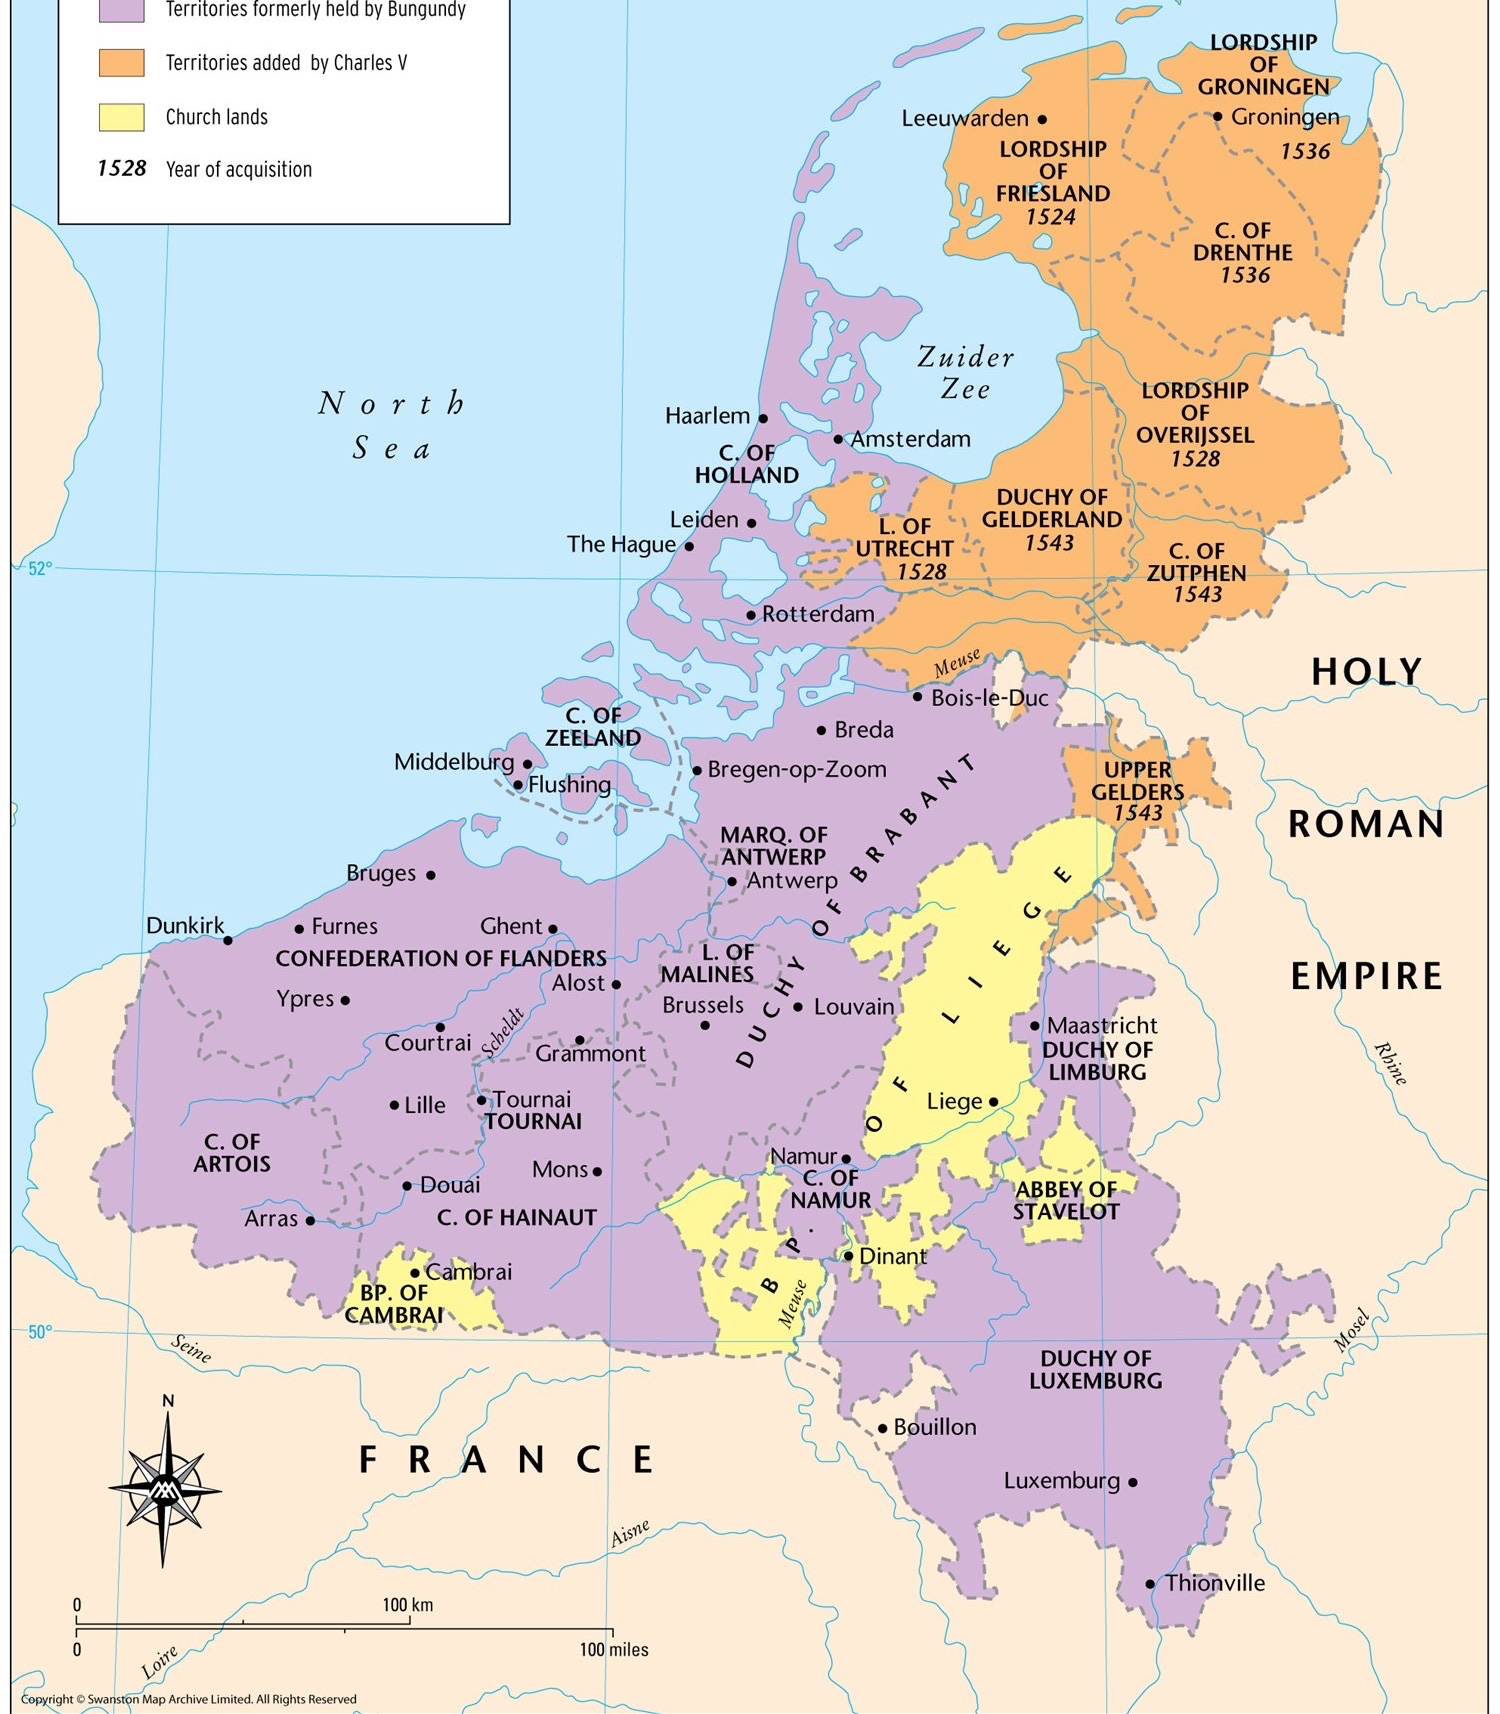 Territories formerly held by Bungundy
Territories added by Charles V
Church lands
1528 Year of acquisition
LORDSHIP
OF
GRONINGEN
Groningen
1536
Leeuwarden
LORDSHIP
OF
FRIESLAND
1524
C. OF
DRENTHE
1536
Zuider
Zee
North
Sea
LORDSHIP
OF
OVERIJSSEL
1528
Haarlem
Amsterdam
C. OF
HOLLAND
Leiden
The Hague
DUCHY OF
GELDERLAND
1543
L. OF
UTRECHT
1528
C. OF
ZUTPHEN
1543
52°
Rotterdam
Meuse
HOLY
ROMAN
EMPIRE
Bois-le-Duc
Breda
C. OF
ZEELAND
Middelburg
Flushing
Bregen-op-Zoom
UPPER
GELDERS
1543
MARQ. OF
ANTWERP
Antwerp
DUCHY OF BRABANT
Bruges
Dunkirk
Furnes
Ghent
CONFEDERATION OF FLANDERS
Alost
L. OF
MALINES
Brussels
Louvain
Ypres
Courtrai
Scheldt
Grammont
BP. OF LIEGE
Maastricht
DUCHY OF
LIMBURG
Rhine
Lille
Tournai
TOURNAI
Liege
C. OF
ARTOIS
Mons
Namur
C. OF
NAMUR
Douai
Arras
C. OF HAINAUT
ABBEY OF
STAVELOT
Dinant
Cambrai
BP. OF
CAMBRAI
Meuse
50°
Seine
Mosel
DUCHY OF
LUXEMBURG
N
FRANCE
Bouillon
Luxemburg
Aisne
Thionville
0 100 km
0 100 miles
Loire
Copyright © Swanston Map Archive Limited. All Rights Reserved